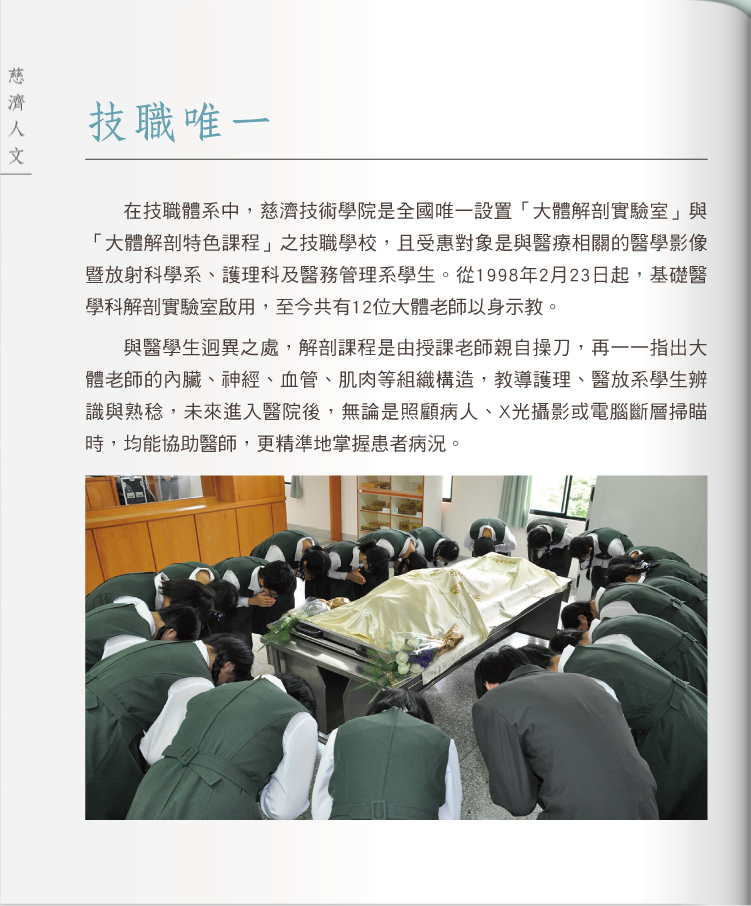 慈濟人文
技職唯一
在技職體系中，慈濟技術學院是全國唯一設置「大體解剖實驗室」與
「大體解剖特色課程」之技職學校，且受惠對象是與醫療相關的醫學影像
暨放射科學系、護理科及醫務管理系學生。從1998年2月23日起，基礎醫
學科解剖實驗室啟用，至今共有12位大體老師以身示教。
與醫學生迥異之處，解剖課程是由授課老師親自操刀，再一一指出大
體老師的內臟、神經、血管、肌肉等組織構造，教導護理、醫放系學生辨
識與熟稔，未來進入醫院後，無論是照顧病人、X光攝影或電腦斷層掃瞄
時，均能協助醫師，更精準地掌握患者病況。